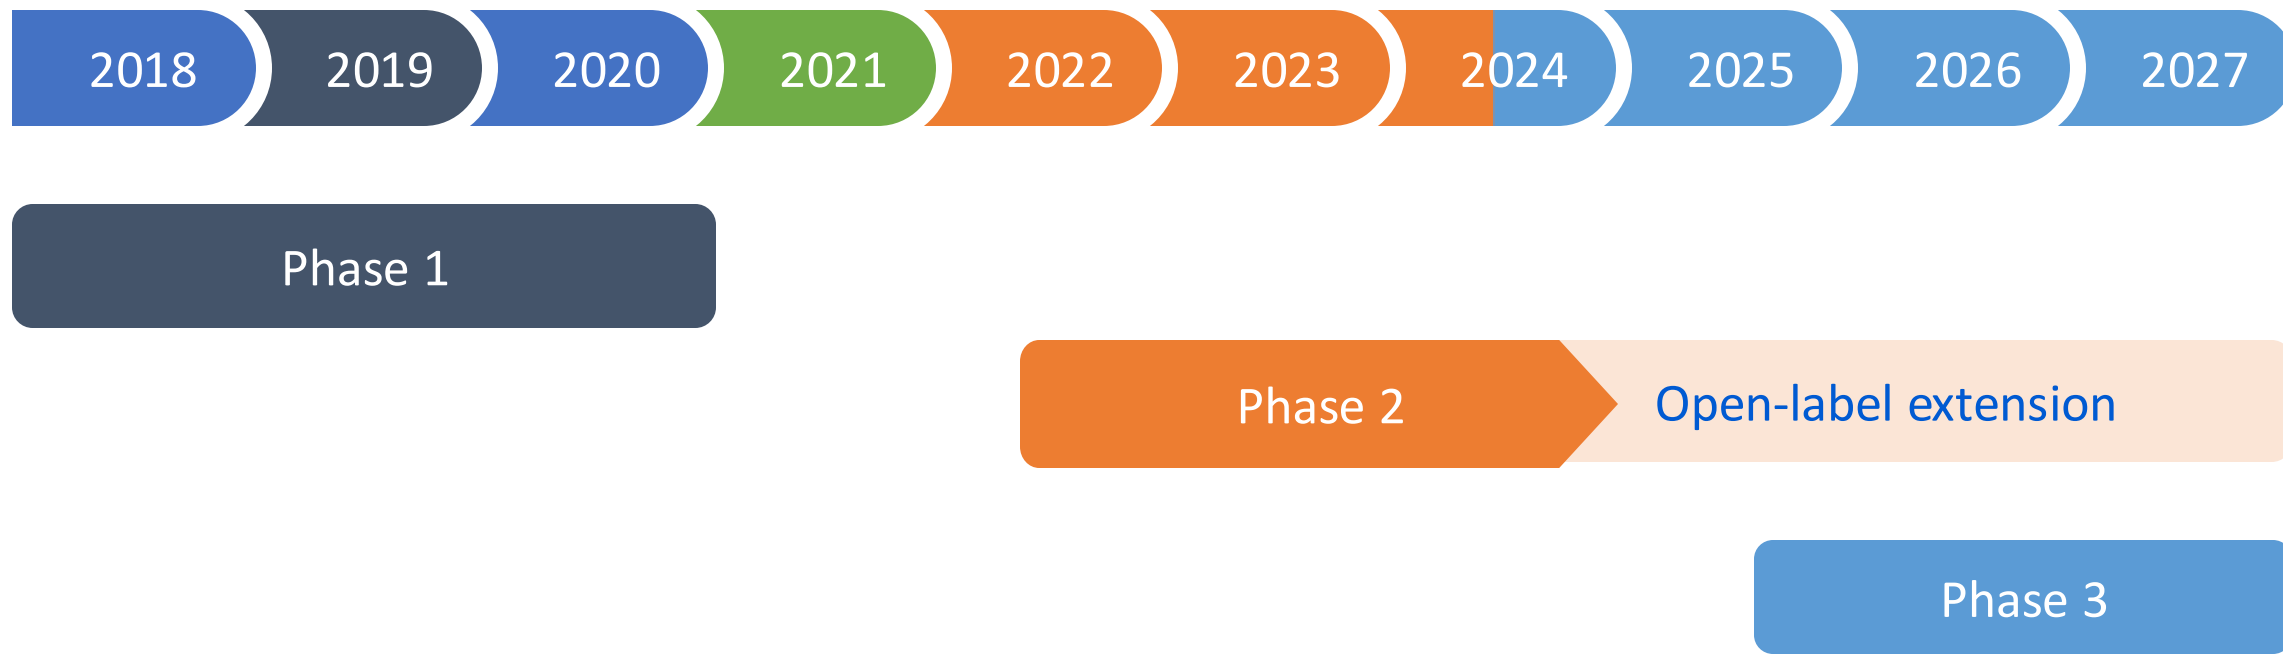 2018 2019 2020 2021 2022 2023 2024 2025 2026 2027
Phase 1
Phase 2 Open-label extension
Phase 3